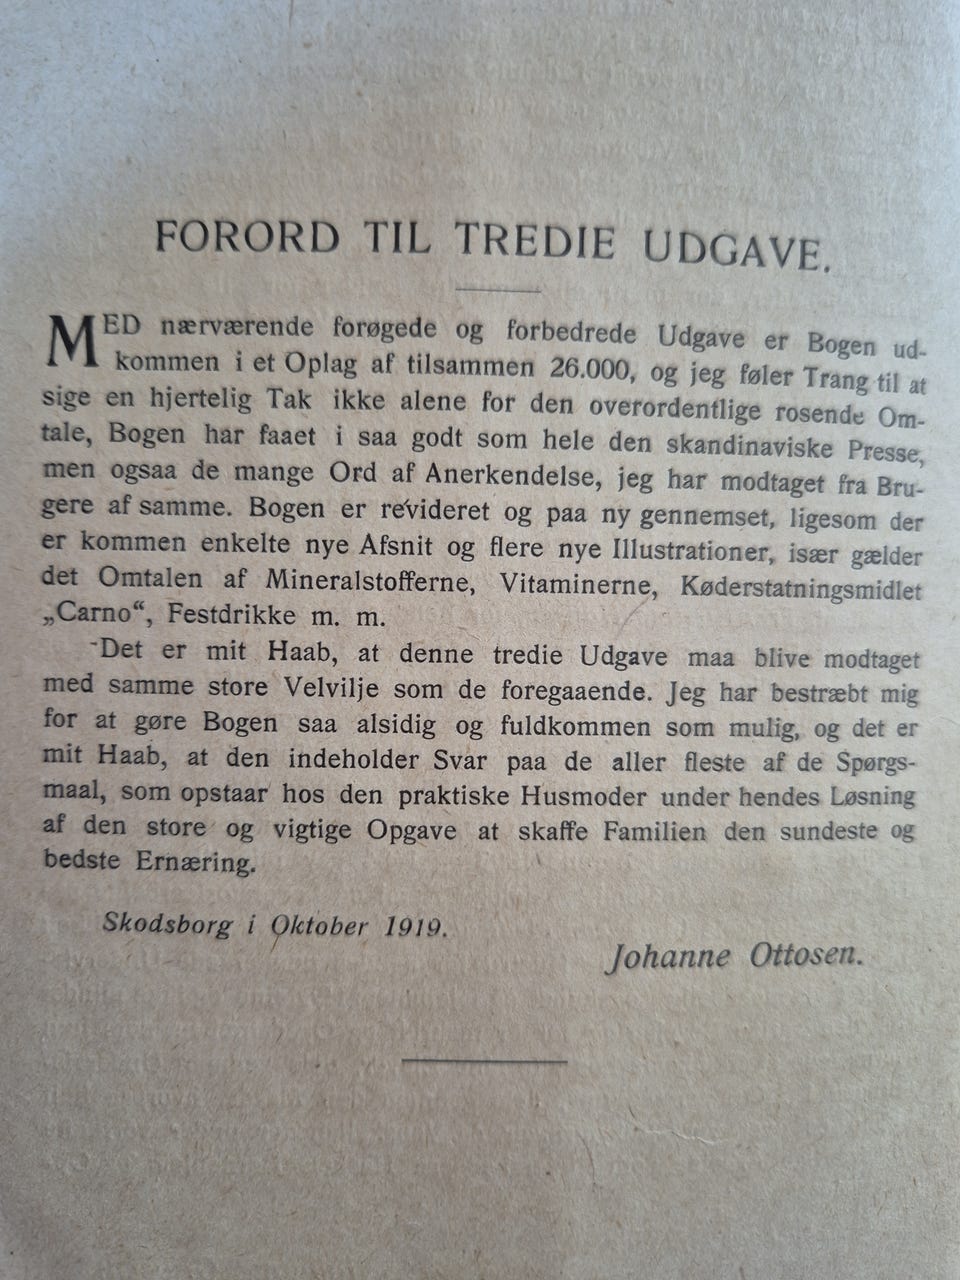 FORORD TIL TREDIE UDGAVE.
MED nærværende forøgede og forbedrede Udgave er Bogen ud-
kommen i et Oplag af tilsammen 26.000, og jeg føler Trang til at
sige en hjertelig Tak ikke alene for den overordentlige rosende Om-
tale, Bogen har faaet i saa godt som hele den skandinaviske Presse,
men ogsaa de mange Ord af Anerkendelse, jeg har modtaget fra Bru-
gere af samme. Bogen er revideret og paa ny gennemset, ligesom der
er kommen enkelte nye Afsnit og flere nye Illustrationer, især gælder
det Omtalen af Mineralstofferne, Vitaminerne, Køderstatningsmidlet
„Carno“, Festdrikke m. m.
Det er mit Haab, at denne tredie Udgave maa blive modtaget
med samme store Velvilje som de foregaaende. Jeg har bestræbt mig
for at gøre Bogen saa alsidig og fuldkommen som mulig, og det er
mit Haab, at den indeholder Svar paa de aller fleste af de Spørgs-
maal, som opstaar hos den praktiske Husmoder under hendes Løsning
af den store og vigtige Opgave at skaffe Familien den sundeste og
bedste Ernæring.
Skodsborg i Oktober 1919.
Johanne Ottosen.